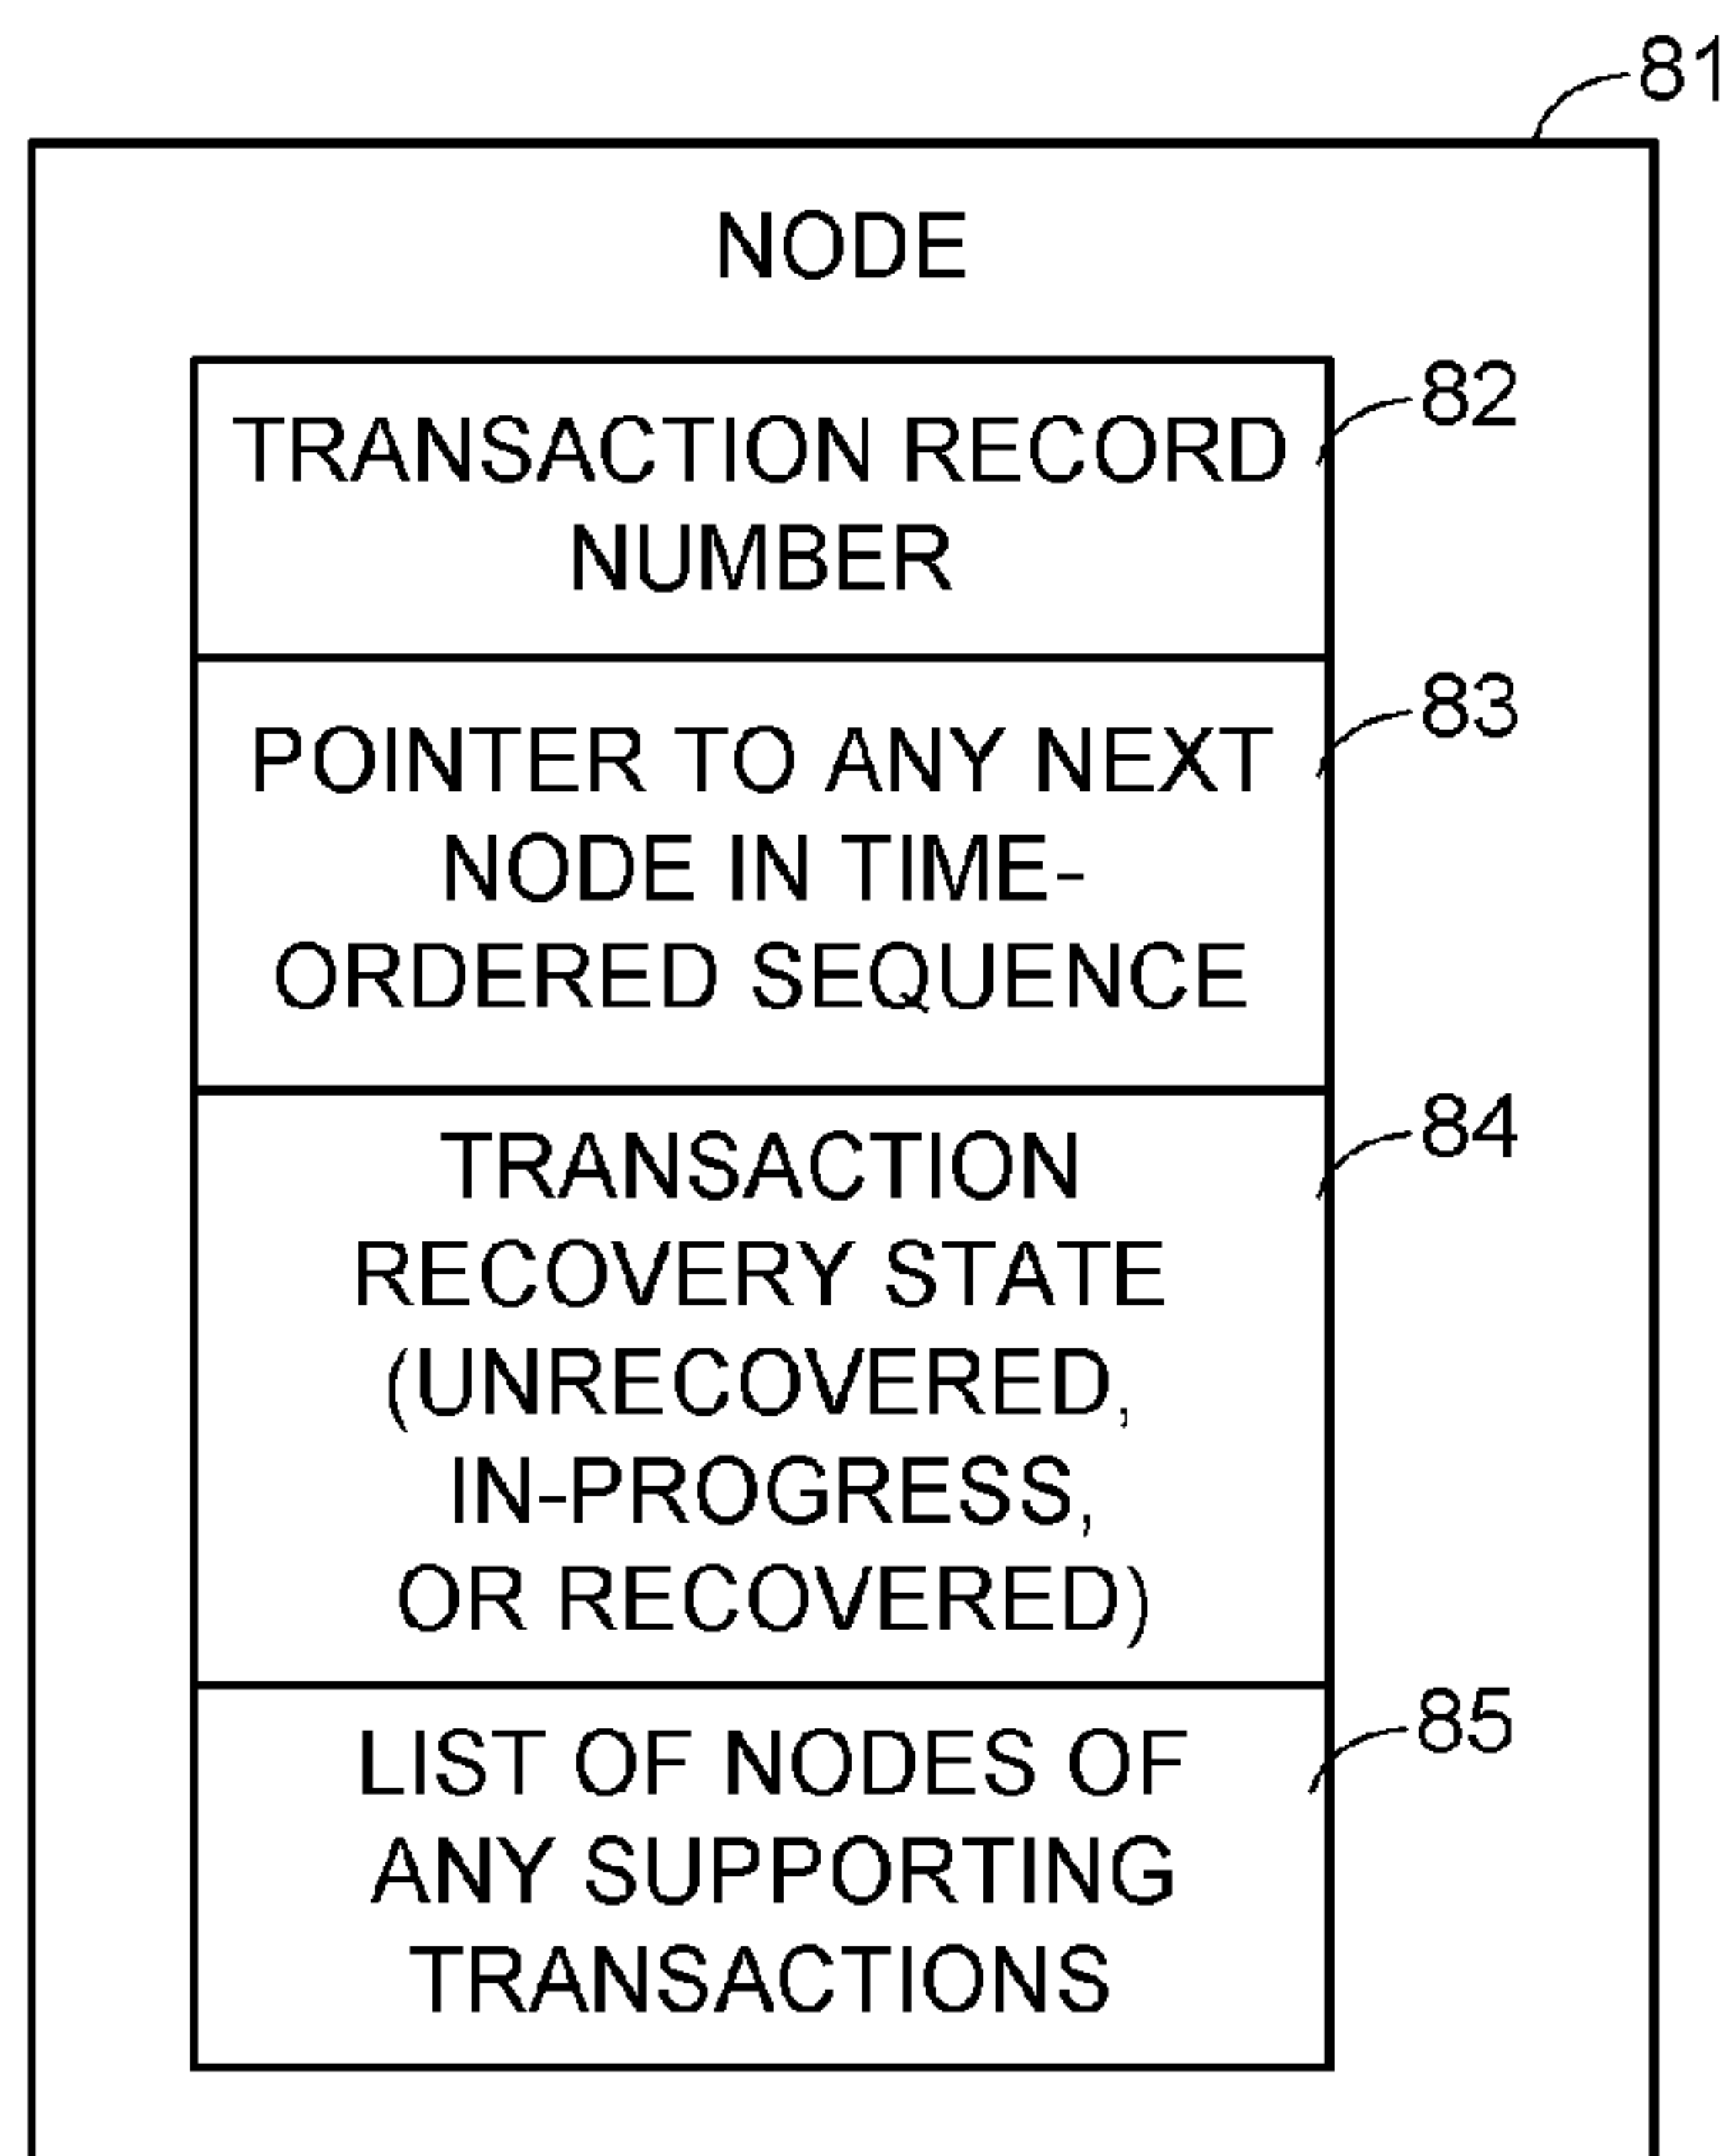 81
NODE
TRANSACTION RECORD
NUMBER
82
POINTER TO ANY NEXT
NODE IN TIME-
ORDERED SEQUENCE
83
TRANSACTION
RECOVERY STATE
(UNRECOVERED,
IN-PROGRESS,
OR RECOVERED)
84
LIST OF NODES OF
ANY SUPPORTING
TRANSACTIONS
85